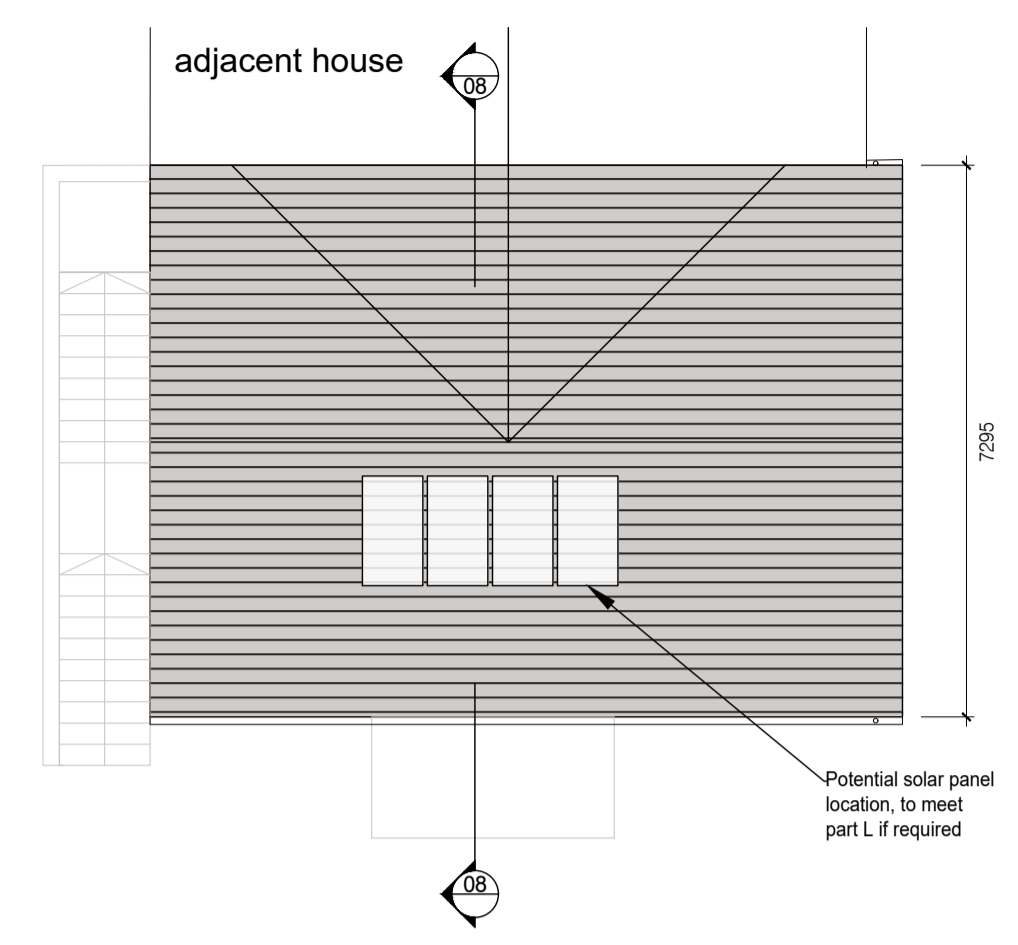 adjacent house
08
7295
Potential solar panel
location, to meet
part L if required
08